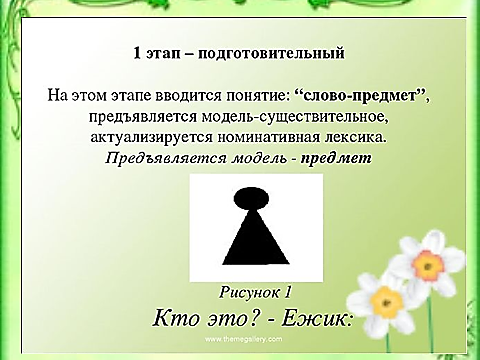 1 этап – подготовительный
На этом этапе вводится понятие: “слово-предмет”,
предъявляется модель-существительное,
актуализируется номинативная лексика.
Предъявляется модель - предмет
Рисунок 1
Кто это? - Ежик:
www.themegallery.com